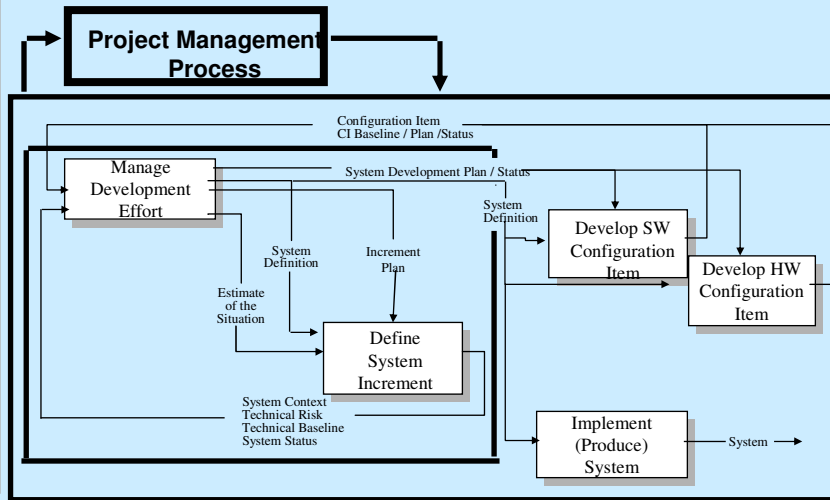 Project Management
Process
Configuration Item
CI Baseline / Plan /Status
Manage
Development
Effort
System Development Plan / Status
System
Definition
Develop SW
Configuration
Item
Develop HW
Configuration
Item
System
Definition
Increment
Plan
Estimate
of the
Situation
Define
System
Increment
System Context
Technical Risk
Technical Baseline
System Status
Implement
(Produce)
System
System